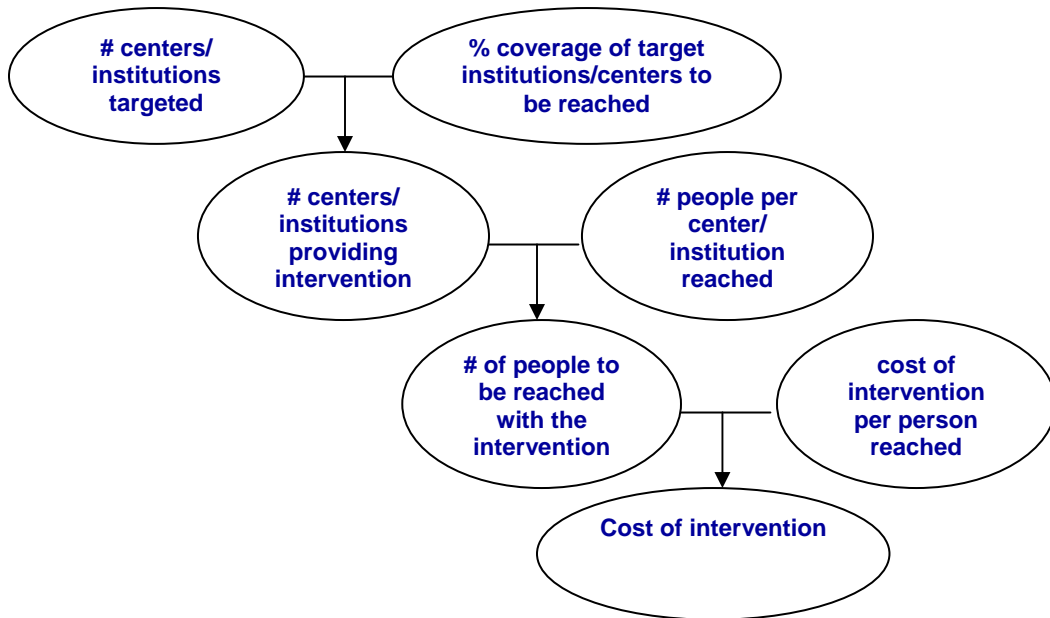 # centers/
institutions
targeted
% coverage of target
institutions/centers to
be reached
# centers/
institutions
providing
intervention
# people per
center/
institution
reached
# of people to
be reached
with the
intervention
cost of
intervention
per person
reached
Cost of intervention